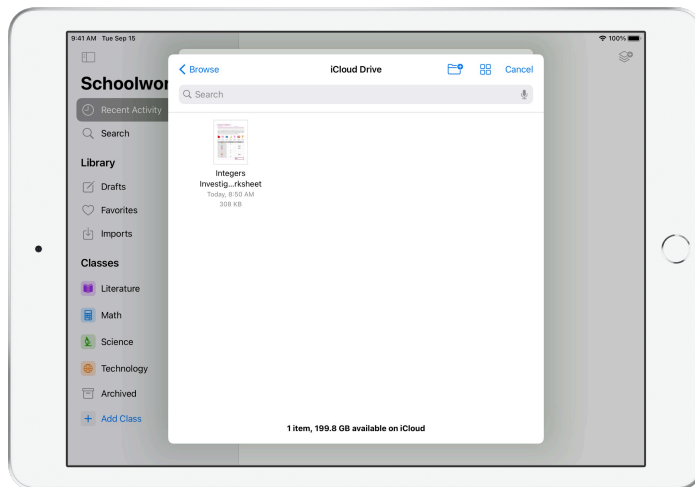 9:41 AM Tue Sep 15
100%
Schoolwor
Recent Activity
Search
Library
Drafts
Favorites
Imports
Classes
Literature
Math
Science
Technology
Archived
Add Class
Browse
iCloud Drive
Cancel
Search
Integers
Investig...rksheet
Today, 8:50 AM
308 KB
1 item, 199.8 GB available on iCloud